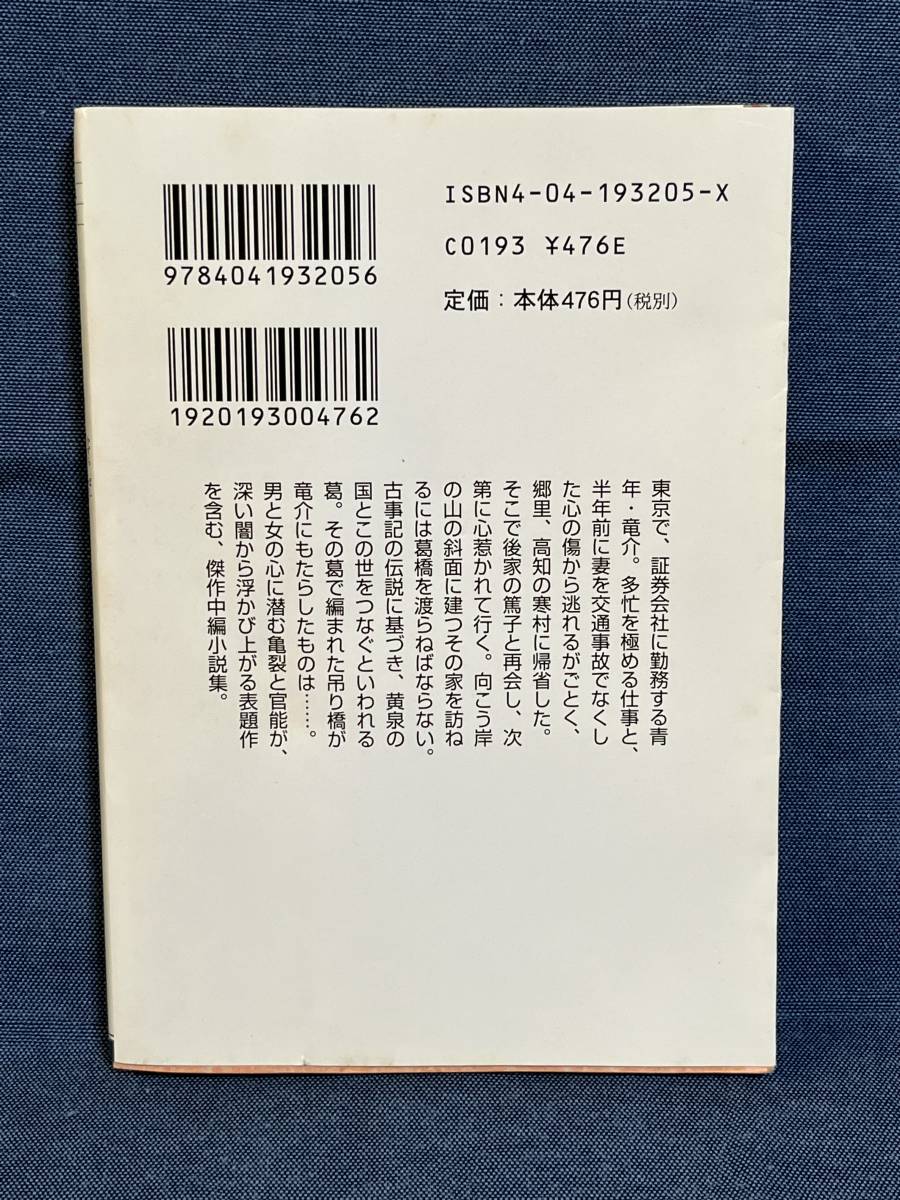 9784041932056
1920193004762
ISBN4-04-193205-X
C0193 ¥476E
定価：本体476円（税別）
東京で、証券会社に勤務する青
年・竜介。多忙を極める仕事と、
半年前に妻を交通事故でなくし
た心の傷から逃れるがごとく、
郷里、高知の寒村に帰省した。
そこで後家の篤子と再会し、次
第に心惹かれて行く。向こう岸
の山の斜面に建つその家を訪ね
るには葛橋を渡らねばならない。
古事記の伝説に基づき、黄泉の
国とこの世をつなぐといわれる
葛。その葛で編まれた吊り橋が
竜介にもたらしたものは……。
男と女の心に潜む亀裂と官能が、
深い闇から浮かび上がる表題作
を含む、傑作中編小説集。